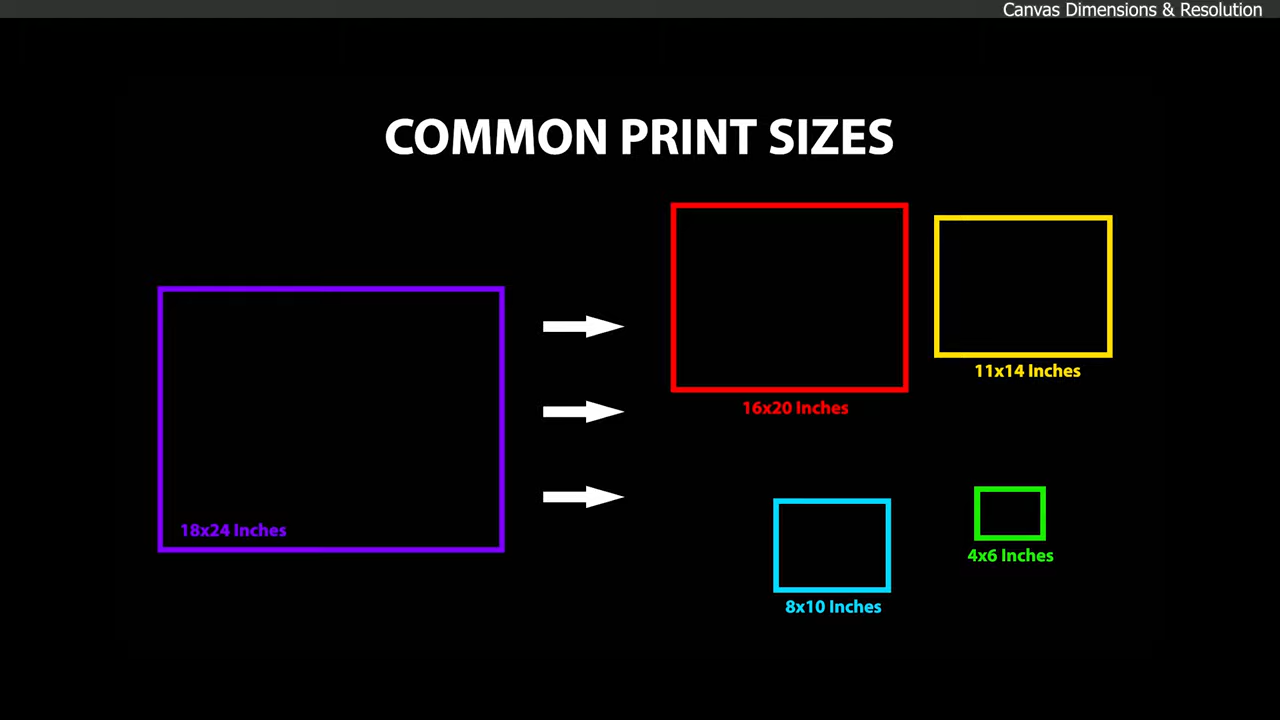 Canvas Dimensions & Resolution
COMMON PRINT SIZES
18x24 Inches
16x20 Inches
11x14 Inches
8x10 Inches
4x6 Inches